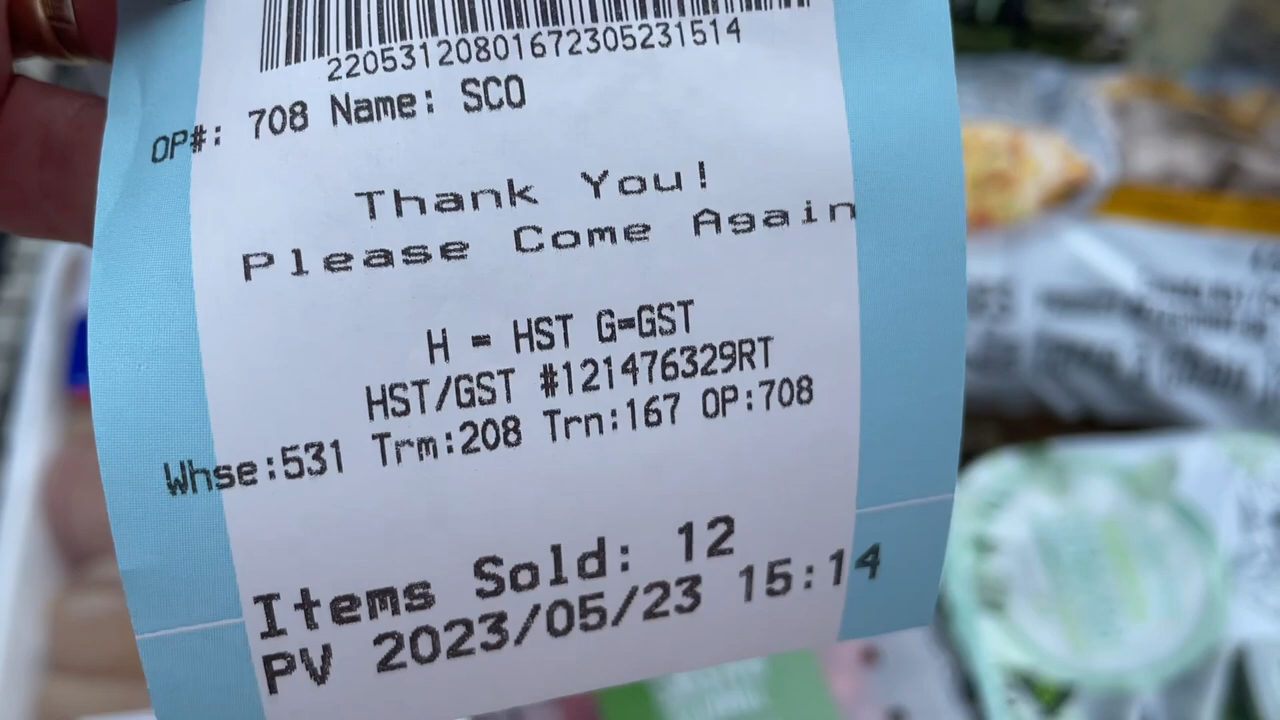 22053120801672305231514
OP#: 708 Name: SCO
Thank You!
Please Come Again
H = HST G=GST
HST/GST #121476329RT
Whse:531 Trm:208 Trn:167 OP:708
Items Sold: 12
PV 2023/05/23 15:14